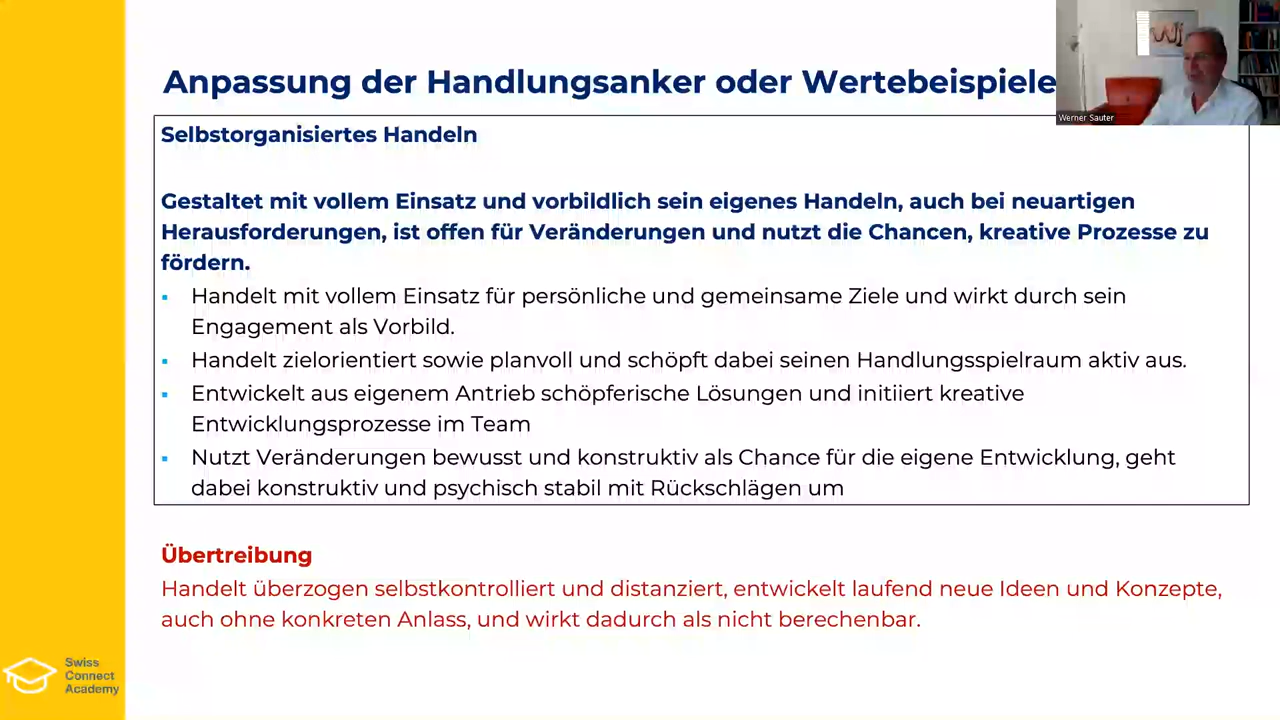 Anpassung der Handlungsanker oder Wertebeispiele
Werner Sauter
Selbstorganisiertes Handeln
Gestaltet mit vollem Einsatz und vorbildlich sein eigenes Handeln, auch bei neuartigen
Herausforderungen, ist offen für Veränderungen und nutzt die Chancen, kreative Prozesse zu
fördern.
▪ Handelt mit vollem Einsatz für persönliche und gemeinsame Ziele und wirkt durch sein
Engagement als Vorbild.
▪ Handelt zielorientiert sowie planvoll und schöpft dabei seinen Handlungsspielraum aktiv aus.
▪ Entwickelt aus eigenem Antrieb schöpferische Lösungen und initiiert kreative
Entwicklungsprozesse im Team
▪ Nutzt Veränderungen bewusst und konstruktiv als Chance für die eigene Entwicklung, geht
dabei konstruktiv und psychisch stabil mit Rückschlägen um
Übertreibung
Handelt überzogen selbstkontrolliert und distanziert, entwickelt laufend neue Ideen und Konzepte,
auch ohne konkreten Anlass, und wirkt dadurch als nicht berechenbar.
Swiss
Connect
Academy